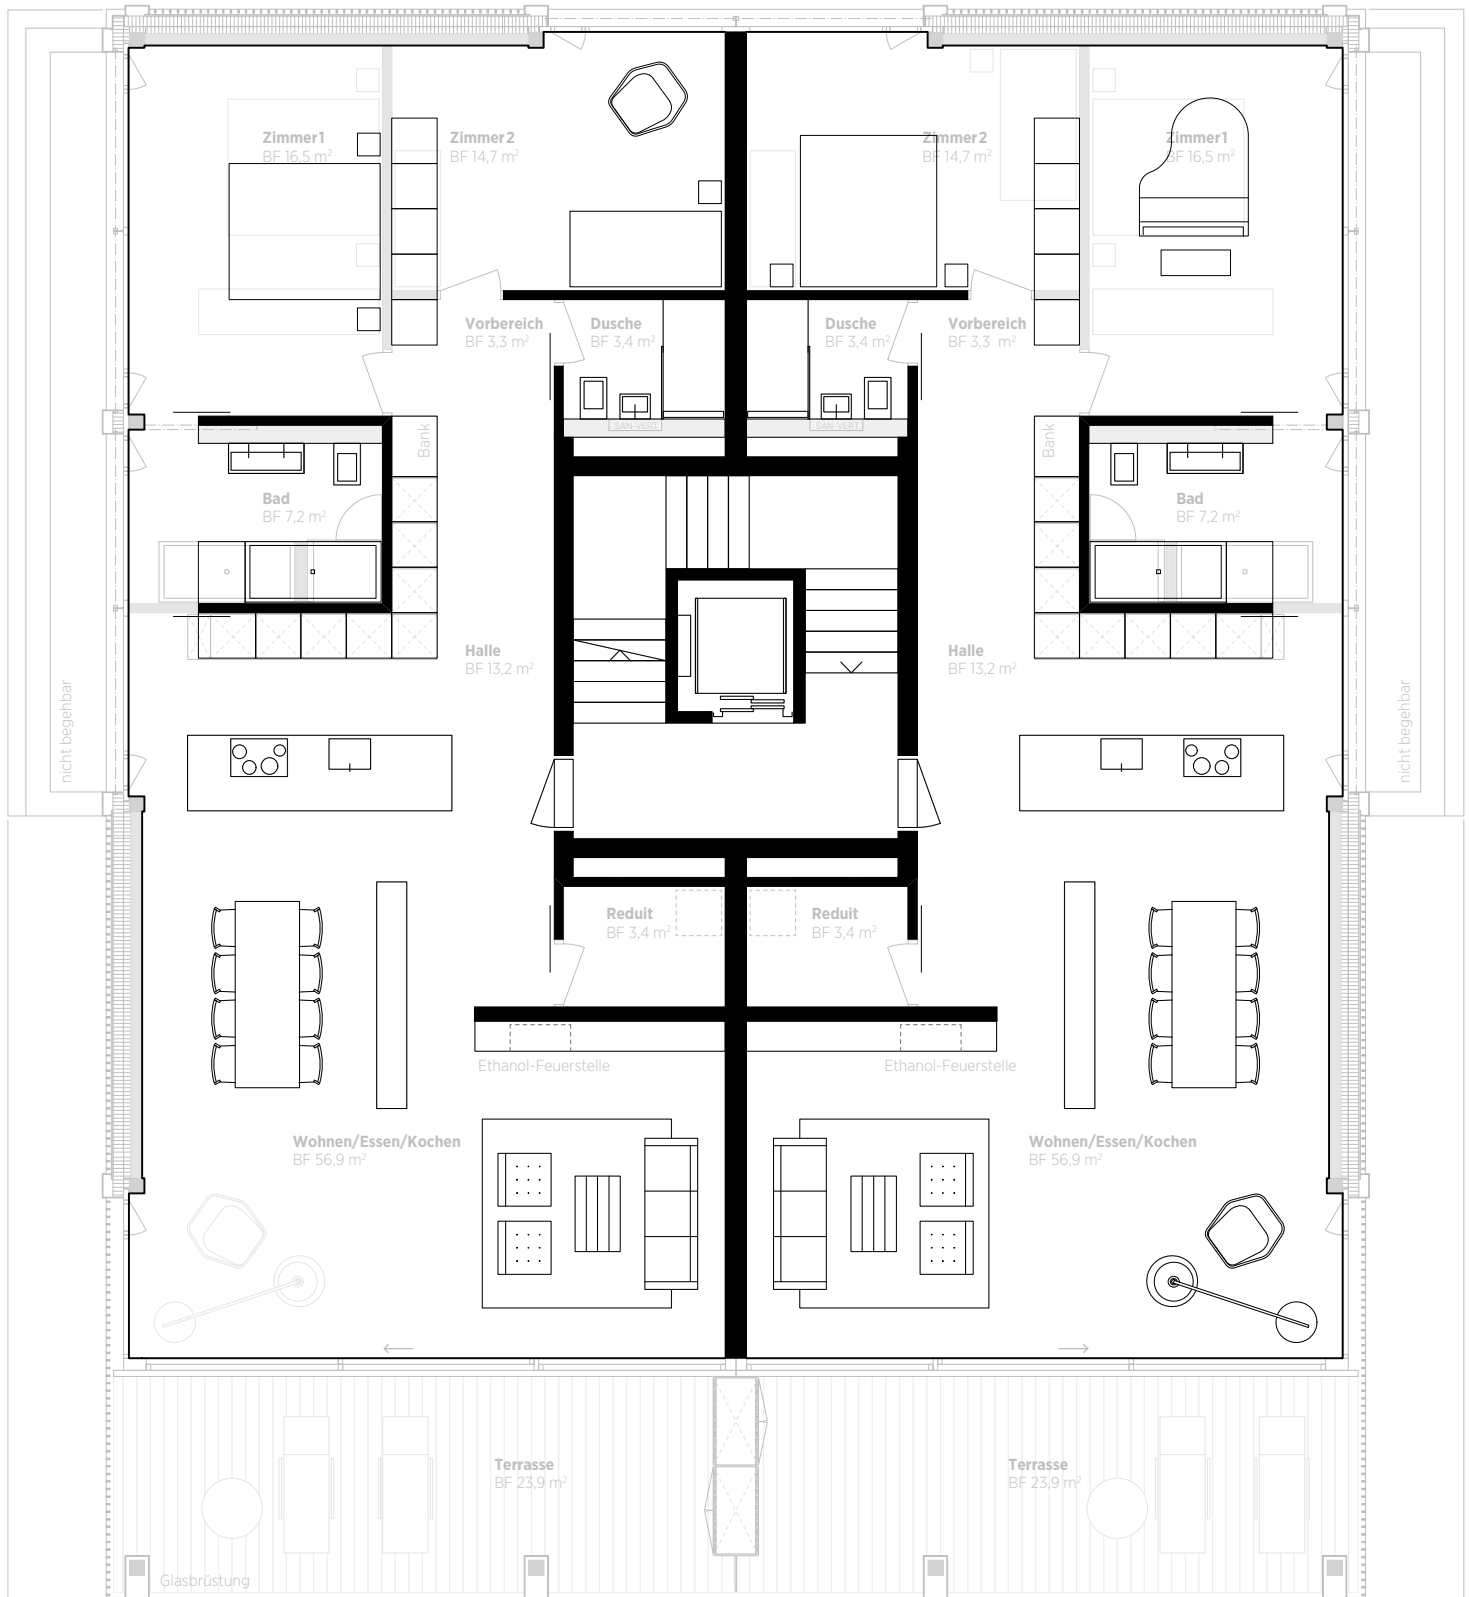 Zimmer1
BF 16,5 m²
Zimmer2
BF 14,7 m²
Zimmer2
BF 14,7 m²
Zimmer1
BF 16,5 m²
Vorbereich
BF 3,3 m²
Dusche
BF 3,4 m²
Dusche
BF 3,4 m²
Vorbereich
BF 3,3 m²
SAN-VERT.
SAN-VERT.
Bank
Bank
Bad
BF 7,2 m²
Bad
BF 7,2 m²
Halle
BF 13,2 m²
Halle
BF 13,2 m²
nicht begehbar
nicht begehbar
Reduit
BF 3,4 m²
Reduit
BF 3,4 m²
Ethanol-Feuerstelle
Ethanol-Feuerstelle
Wohnen/Essen/Kochen
BF 56,9 m²
Wohnen/Essen/Kochen
BF 56,9 m²
Terrasse
BF 23,9 m²
Terrasse
BF 23,9 m²
Glasbrüstung